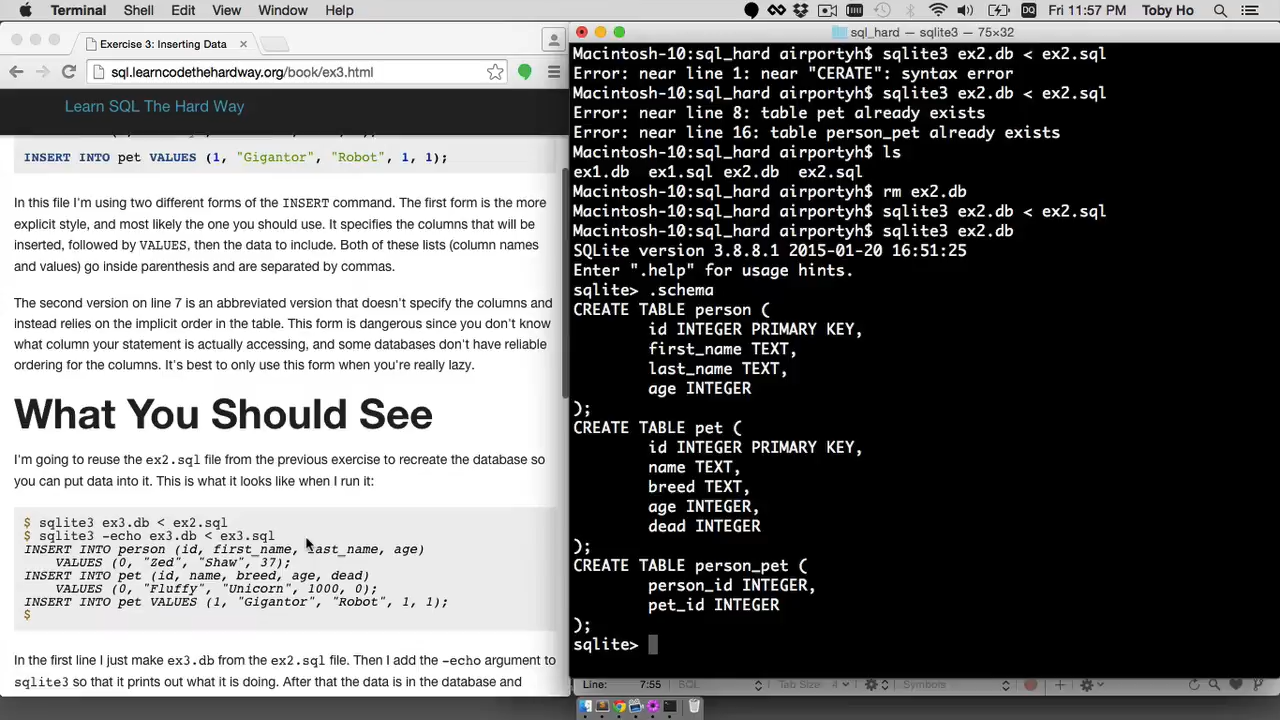 Terminal Shell Edit View Window Help
Fri 11:57 PM Toby Ho
Exercise 3: Inserting Data
sql.learncodethehardway.org/book/ex3.html
Learn SQL The Hard Way
INSERT INTO pet VALUES (1, "Gigantor", "Robot", 1, 1);
In this file I'm using two different forms of the INSERT command. The first form is the more
explicit style, and most likely the one you should use. It specifies the columns that will be
inserted, followed by VALUES, then the data to include. Both of these lists (column names
and values) go inside parenthesis and are separated by commas.
The second version on line 7 is an abbreviated version that doesn't specify the columns and
instead relies on the implicit order in the table. This form is dangerous since you don't know
what column your statement is actually accessing, and some databases don't have reliable
ordering for the columns. It's best to only use this form when you're really lazy.
What You Should See
I'm going to reuse the ex2.sql file from the previous exercise to recreate the database so
you can put data into it. This is what it looks like when I run it:
$ sqlite3 ex3.db < ex2.sql
$ sqlite3 -echo ex3.db < ex3.sql
INSERT INTO person (id, first_name, last_name, age)
VALUES (0, "Zed", "Shaw", 37);
INSERT INTO pet (id, name, breed, age, dead)
VALUES (0, "Fluffy", "Unicorn", 1000, 0);
INSERT INTO pet VALUES (1, "Gigantor", "Robot", 1, 1);
$
In the first line I just make ex3.db from the ex2.sql file. Then I add the -echo argument to
sqlite3 so that it prints out what it is doing. After that the data is in the database and
sql_hard — sqlite3 — 75×32
Macintosh-10:sql_hard airportyh$ sqlite3 ex2.db < ex2.sql
Error: near line 1: near "CERATE": syntax error
Macintosh-10:sql_hard airportyh$ sqlite3 ex2.db < ex2.sql
Error: near line 8: table pet already exists
Error: near line 16: table person_pet already exists
Macintosh-10:sql_hard airportyh$ ls
ex1.db ex1.sql ex2.db ex2.sql
Macintosh-10:sql_hard airportyh$ rm ex2.db
Macintosh-10:sql_hard airportyh$ sqlite3 ex2.db < ex2.sql
Macintosh-10:sql_hard airportyh$ sqlite3 ex2.db
SQLite version 3.8.8.1 2015-01-20 16:51:25
Enter ".help" for usage hints.
sqlite> .schema
CREATE TABLE person (
id INTEGER PRIMARY KEY,
first_name TEXT,
last_name TEXT,
age INTEGER
);
CREATE TABLE pet (
id INTEGER PRIMARY KEY,
name TEXT,
breed TEXT,
age INTEGER,
dead INTEGER
);
CREATE TABLE person_pet (
person_id INTEGER,
pet_id INTEGER
);
sqlite>
Line: 7:55 SQL Tab Size: 4 Symbols